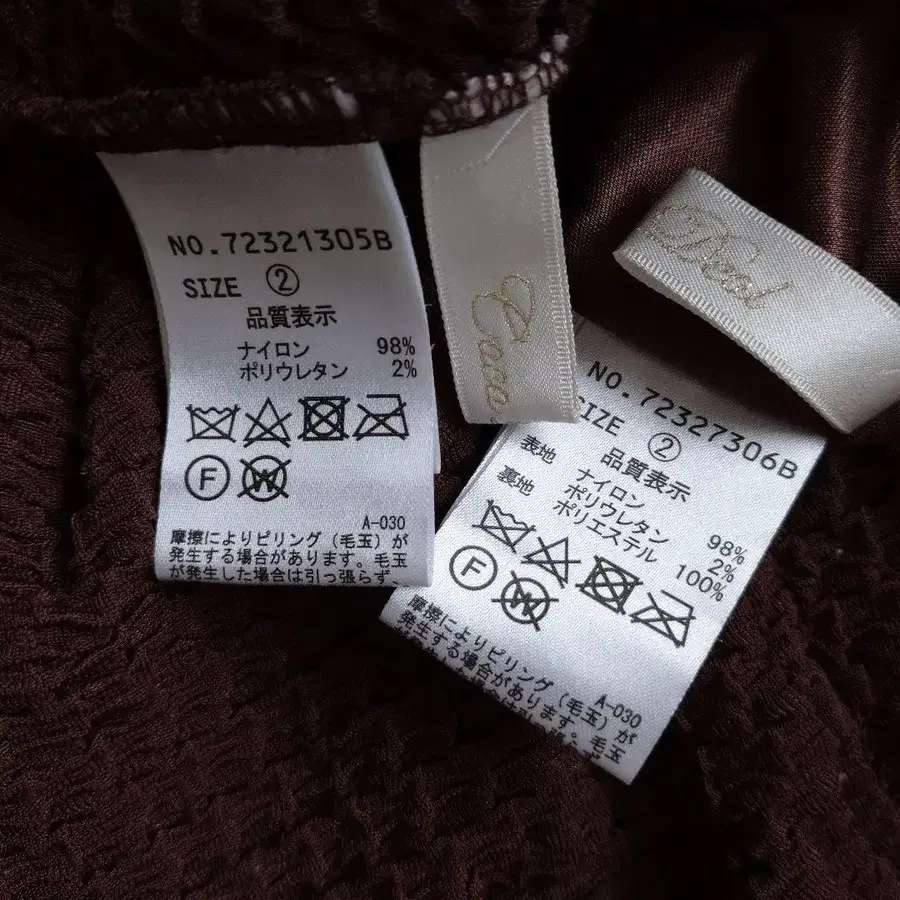 NO.72321305B
SIZE ②
品質表示
ナイロン 98%
ポリウレタン 2%
F W
A-030
摩擦によりピリング(毛玉)が
発生する場合があります。毛玉
が発生した場合は引っ張らず、
NO.72327306B
SIZE ②
品質表示
表地 ナイロン 98%
ポリウレタン 2%
裏地 ポリエステル 100%
F W
A-030
摩擦によりピリング(毛玉)が
発生する場合があります。毛玉